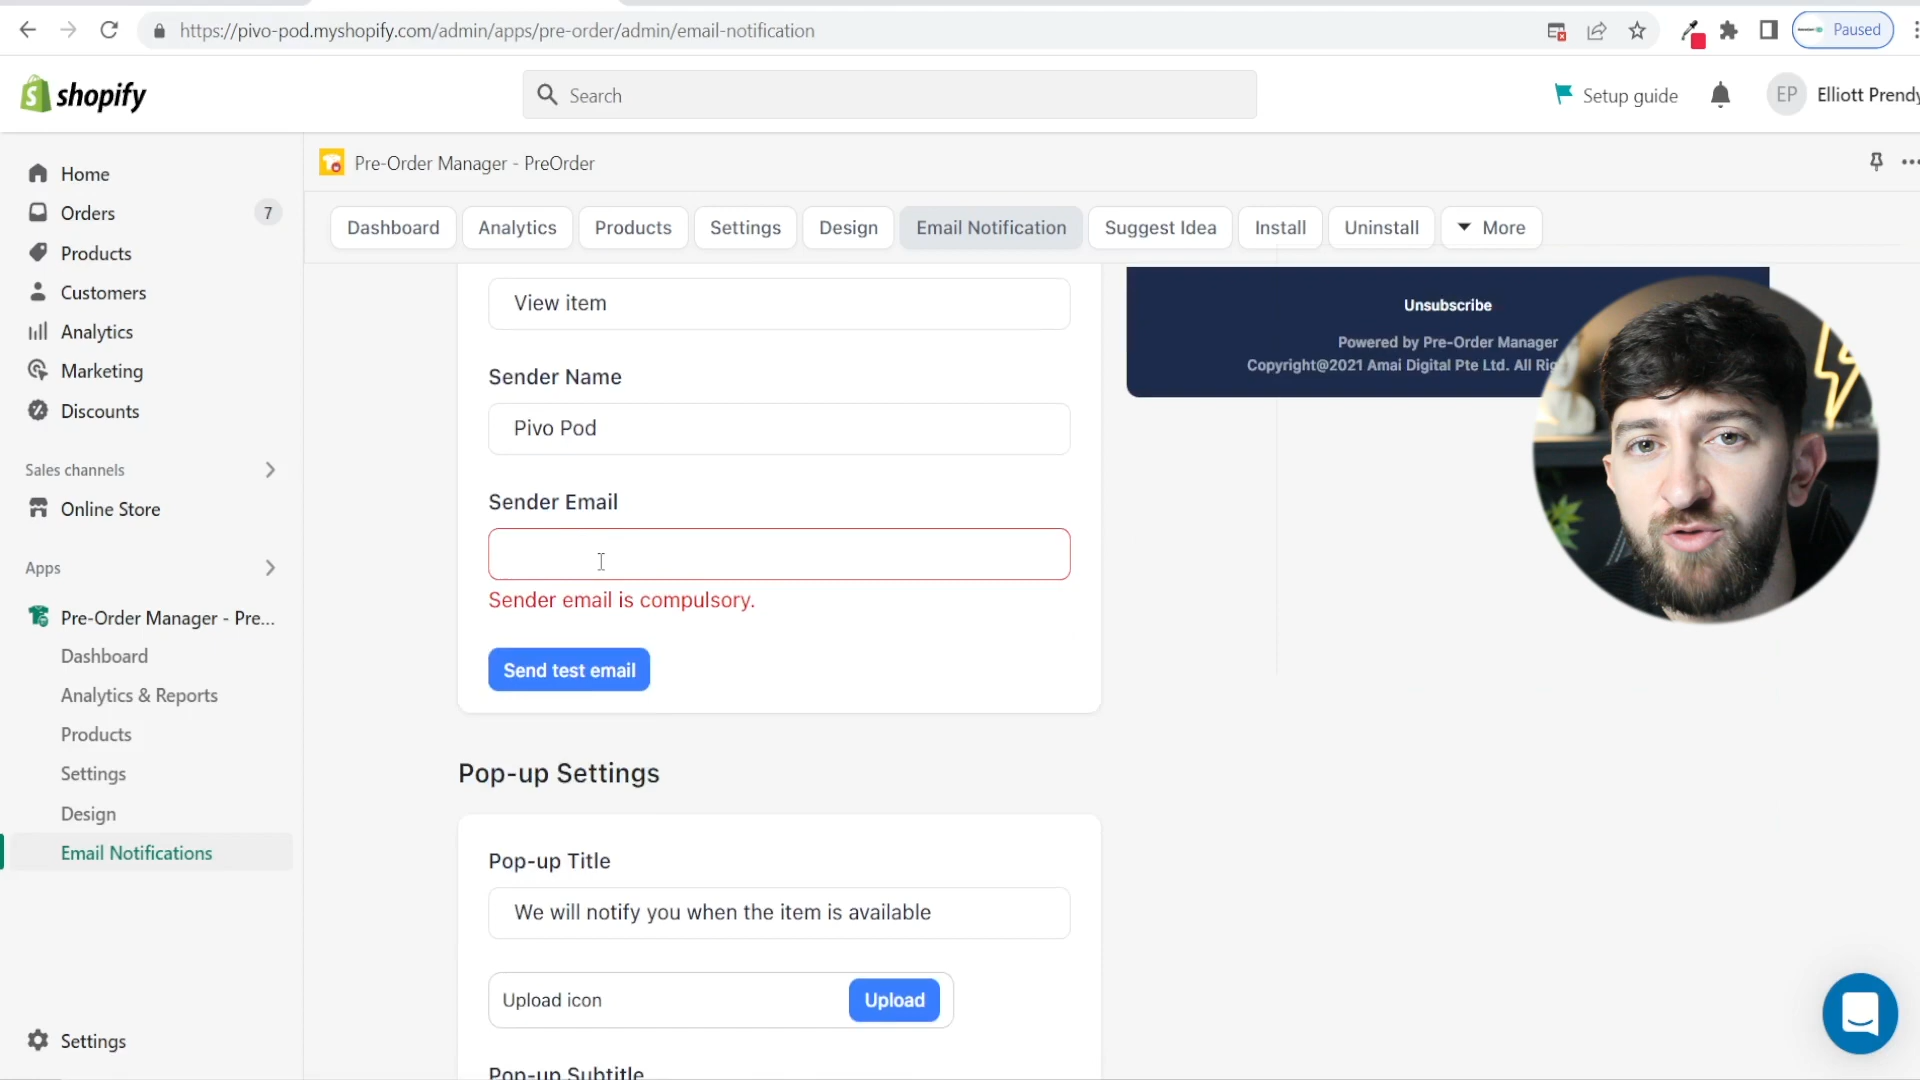 https://pivo-pod.myshopify.com/admin/apps/pre-order/admin/email-notification
Paused
shopify
Search
Setup guide
EP
Elliott Prendy
Home
Orders
7
Products
Customers
Analytics
Marketing
Discounts
Sales channels
Online Store
Apps
Pre-Order Manager - Pre...
Dashboard
Analytics & Reports
Products
Settings
Design
Email Notifications
Settings
Pre-Order Manager - PreOrder
Dashboard
Analytics
Products
Settings
Design
Email Notification
Suggest Idea
Install
Uninstall
More
View item
Sender Name
Pivo Pod
Sender Email
Sender email is compulsory.
Send test email
Pop-up Settings
Pop-up Title
We will notify you when the item is available
Upload icon
Upload
Pop-up Subtitle
Unsubscribe
Powered by Pre-Order Manager
Copyright@2021 Amai Digital Pte Ltd. All